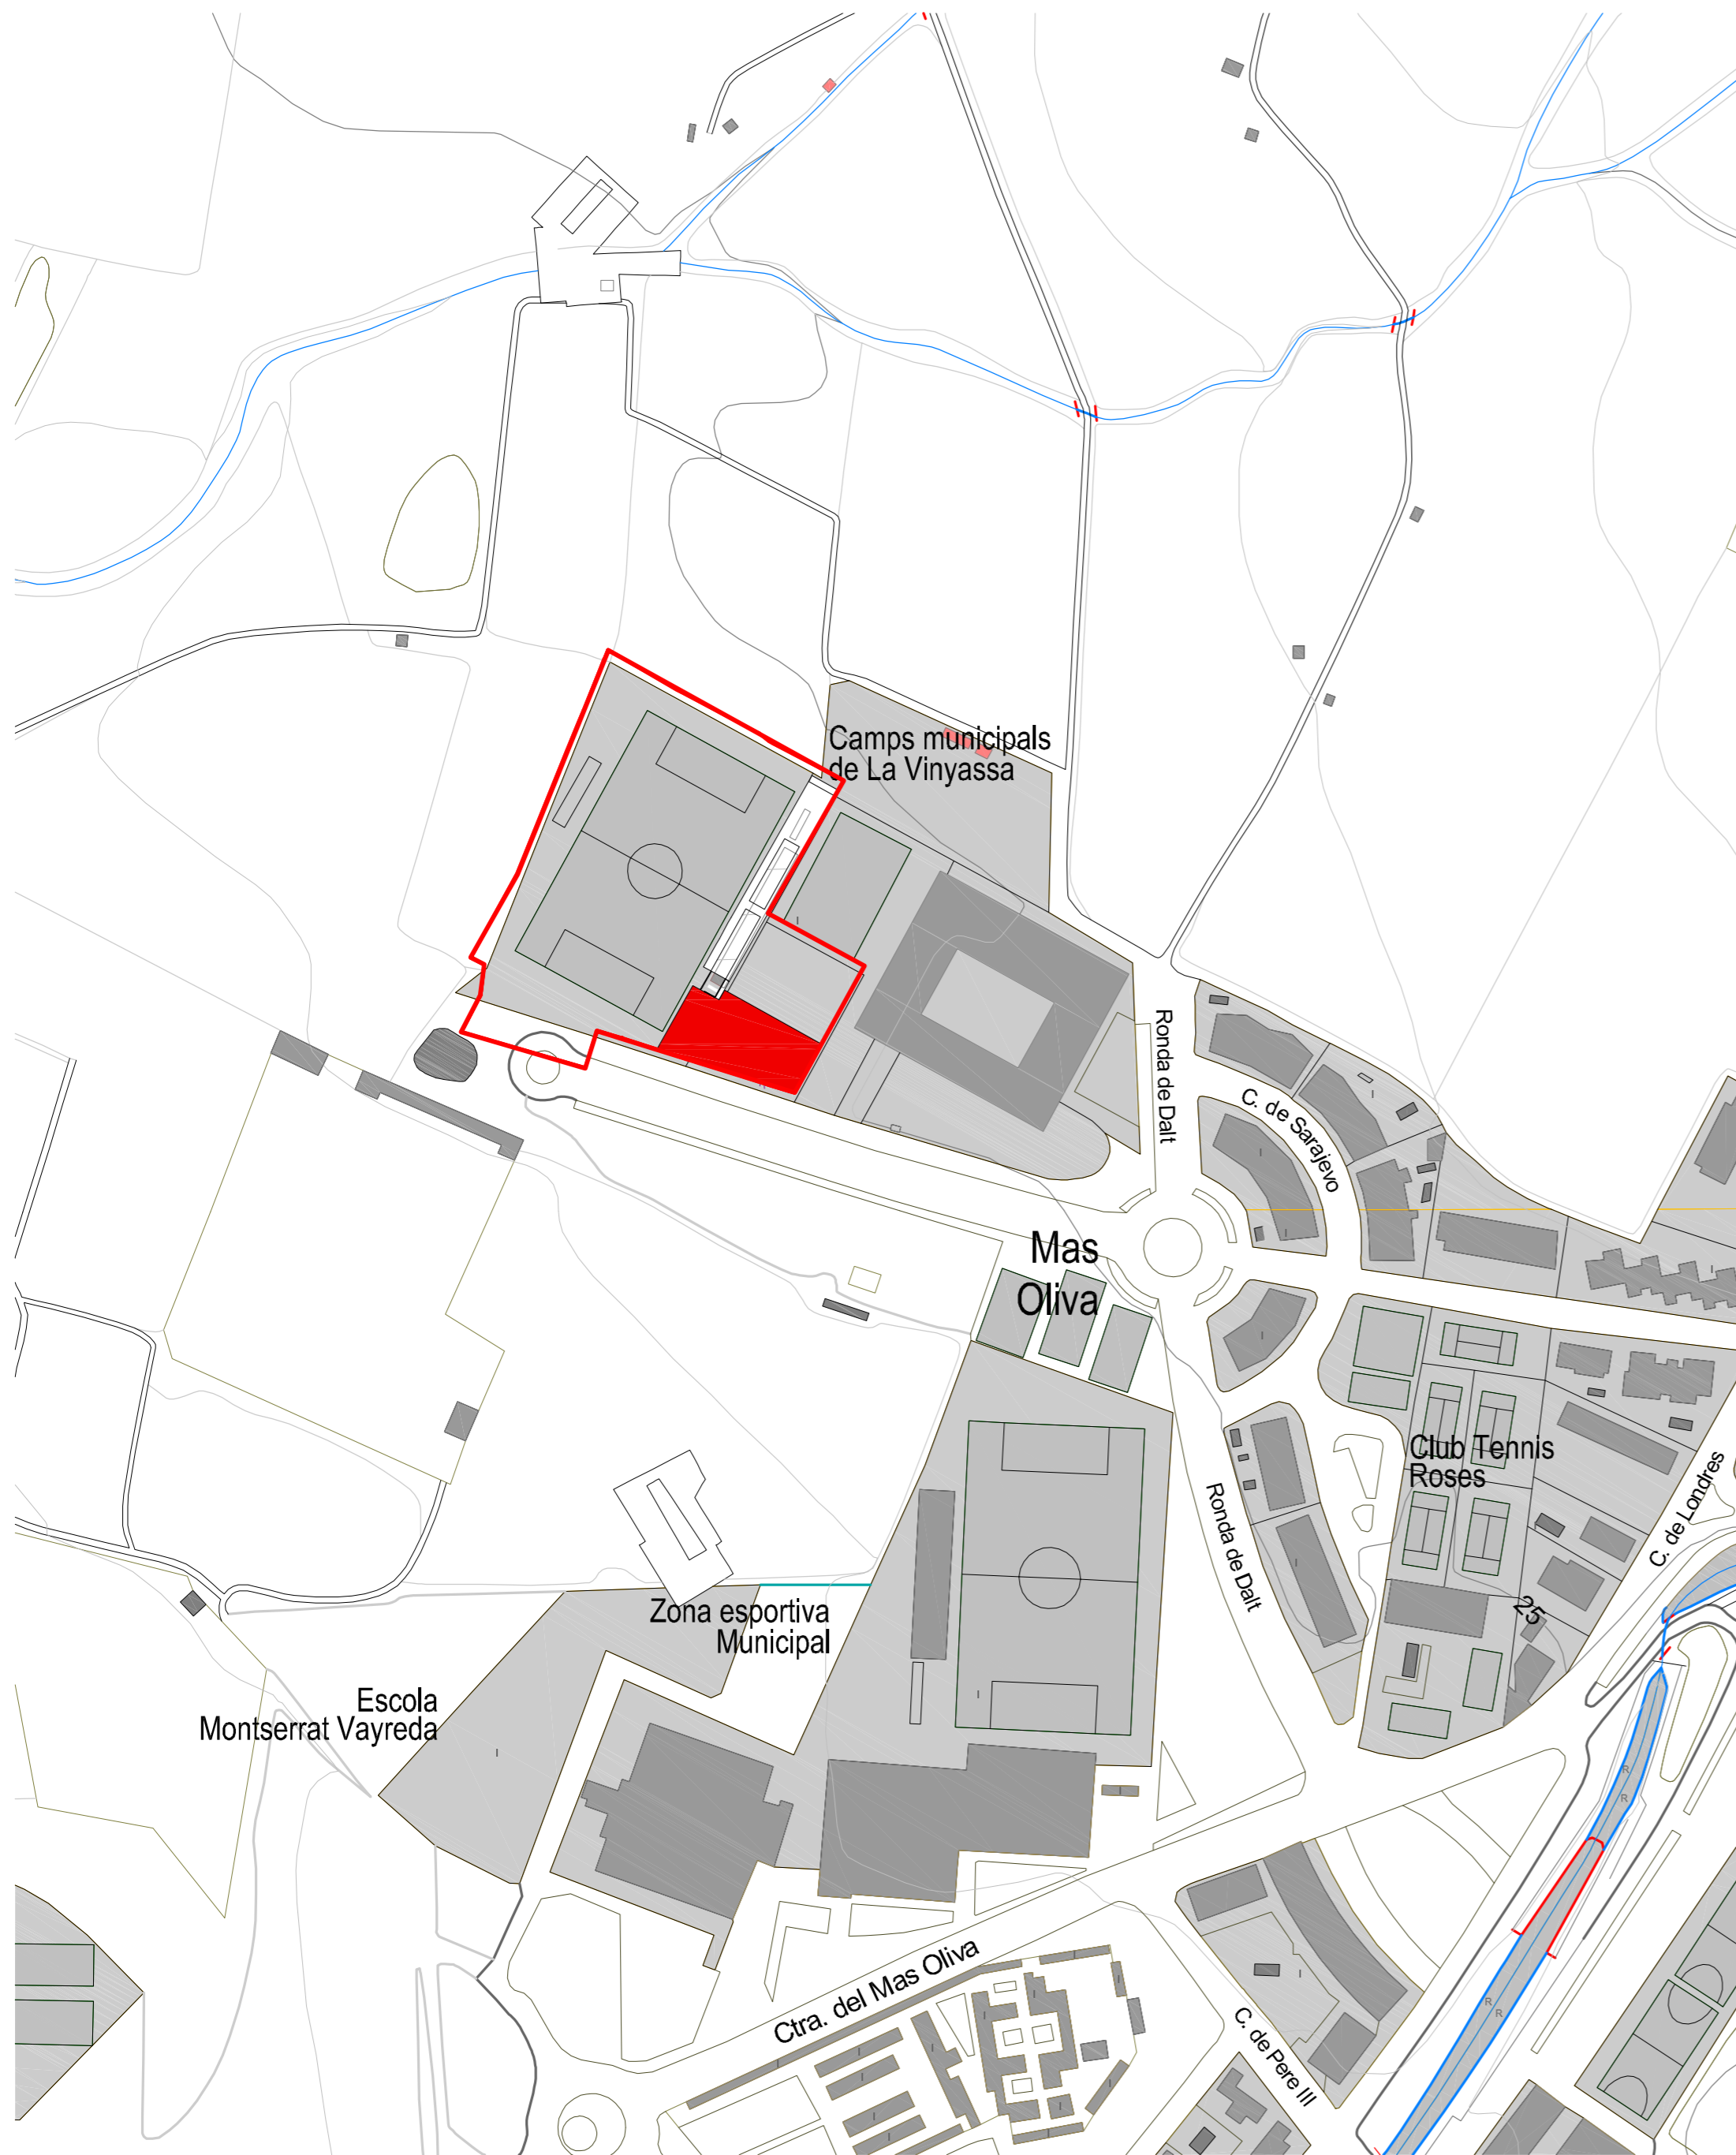 Camps municipals
de La Vinyassa
Ronda de Dalt
C. de Sarajevo
Mas
Oliva
Club Tennis
Roses
C. de Londres
Ronda de Dalt
25
Zona esportiva
Municipal
Escola
Montserrat Vayreda
R
R
R
R
Ctra. del Mas Oliva
C. de Pere III